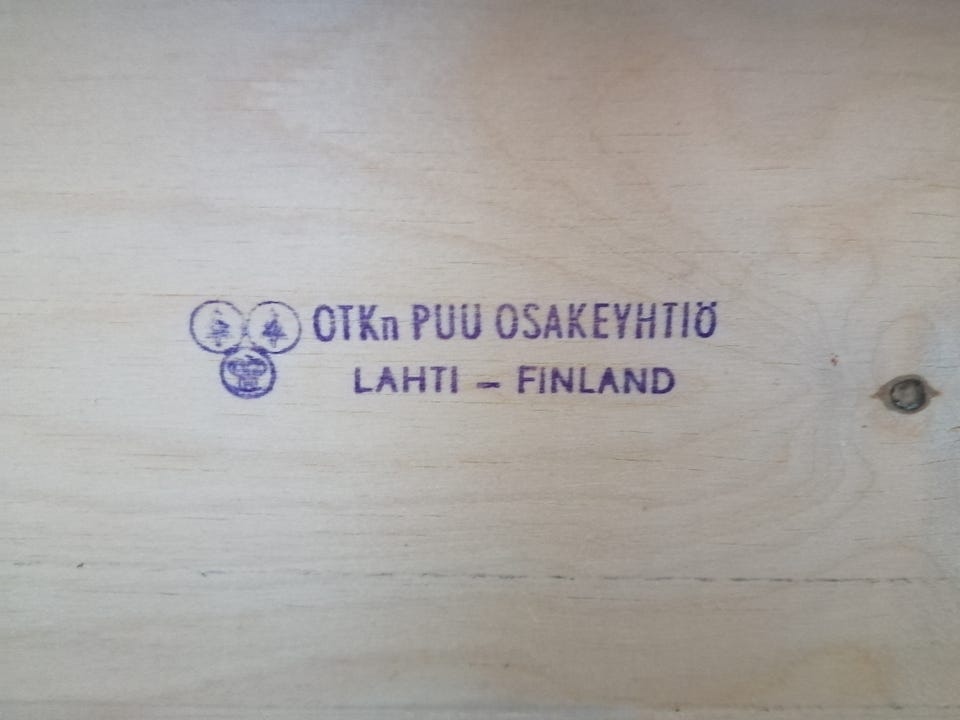 OTKn PUU OSAKEYHTIÖ
LAHTI – FINLAND